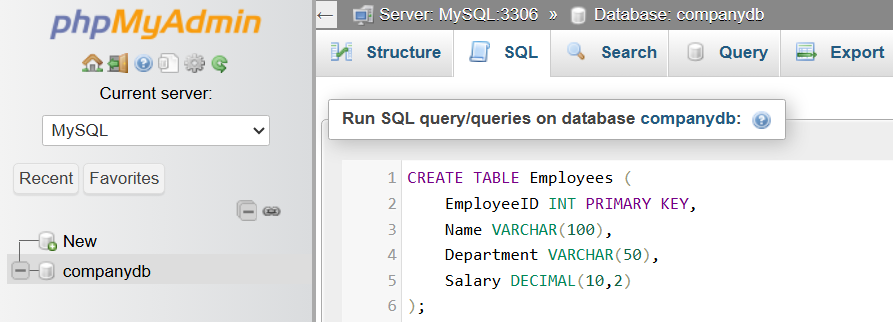 phpMyAdmin
Current server:
MySQL
Recent Favorites
New
companydb
Server: MySQL:3306 » Database: companydb
Structure SQL Search Query Export
Run SQL query/queries on database companydb:
1 CREATE TABLE Employees (
2 EmployeeID INT PRIMARY KEY,
3 Name VARCHAR(100),
4 Department VARCHAR(50),
5 Salary DECIMAL(10,2)
6 );